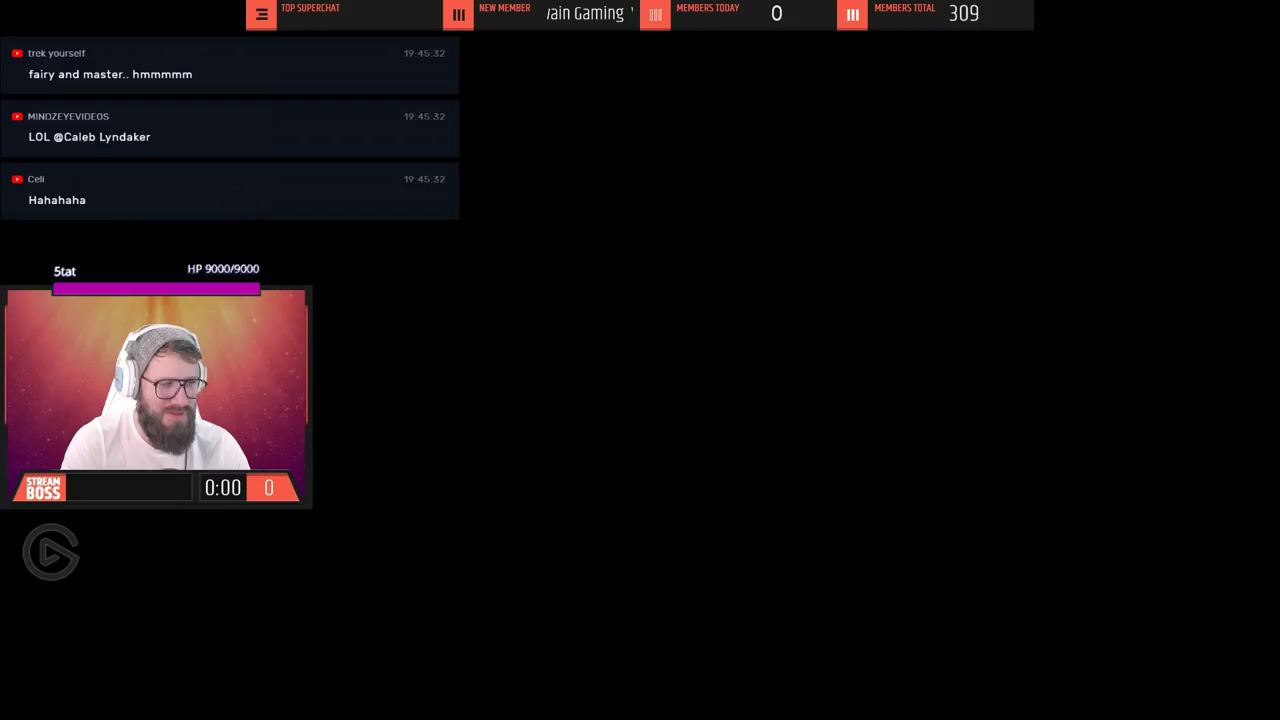 TOP SUPERCHAT
NEW MEMBER
ain Gaming
MEMBERS TODAY
0
MEMBERS TOTAL
309
trek yourself
19:45:32
fairy and master.. hmmmmm
MINDZEYEVIDEOS
19:45:32
LOL @Caleb Lyndaker
Celi
19:45:32
Hahahaha
5tat
HP 9000/9000
STREAM
BOSS
0:00
0